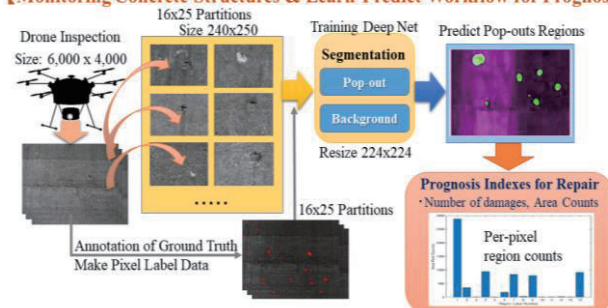 【Monitoring Concrete Structures & Learn-Predict Workflow for Prognos
16x25 Partitions
Size 240x250
Drone Inspection
Size: 6,000 x 4,000
Training Deep Net
Segmentation
Pop-out
Background
Resize 224x224
Predict Pop-outs Regions
16x25 Partitions
Annotation of Ground Truth
Make Pixel Label Data
Prognosis Indexes for Repair
・Number of damages, Area Counts
Per-pixel
region counts